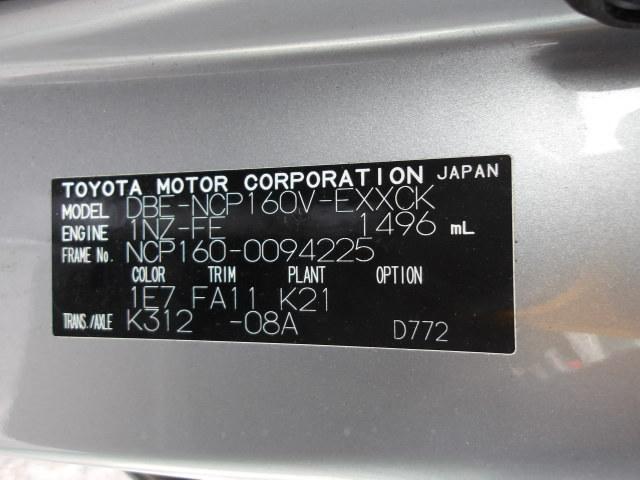 TOYOTA MOTOR CORPORATION JAPAN
MODEL DBE-NCP160V-EXXCK
ENGINE 1NZ-FE 1496 mL
FRAME No. NCP160-0094225
COLOR TRIM PLANT OPTION
1E7 FA11 K21
TRANS./AXLE K312 -08A D772